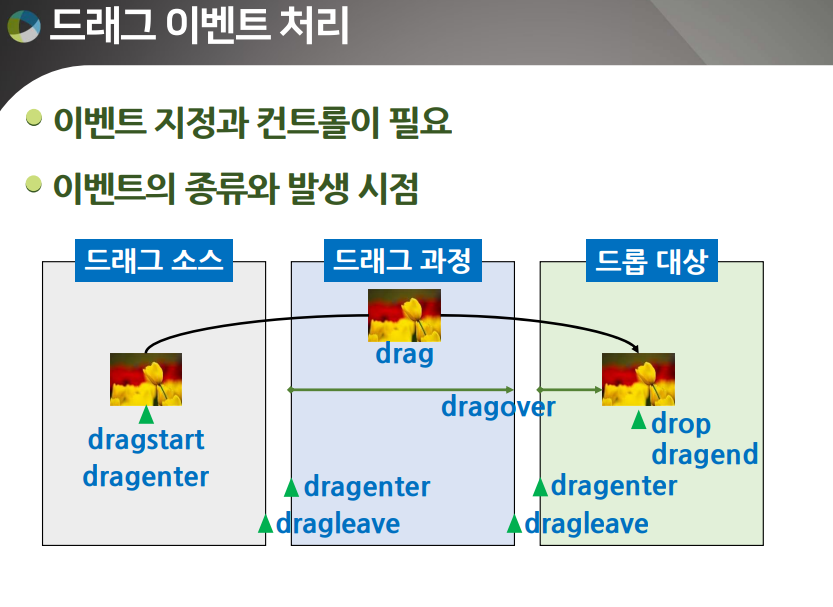 드래그 이벤트 처리
이벤트 지정과 컨트롤이 필요
이벤트의 종류와 발생 시점
드래그 소스
드래그 과정
드롭 대상
drag
dragover
dragstart
dragenter
drop
dragend
dragenter
dragleave
dragenter
dragleave